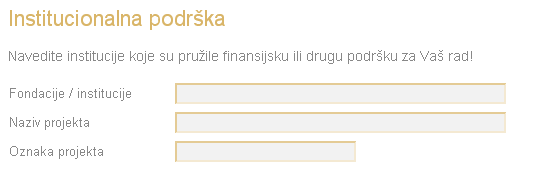 Institucionalna podrška
Navedite institucije koje su pružile finansijsku ili drugu podršku za Vaš rad!
Fondacije / institucije
Naziv projekta
Oznaka projekta